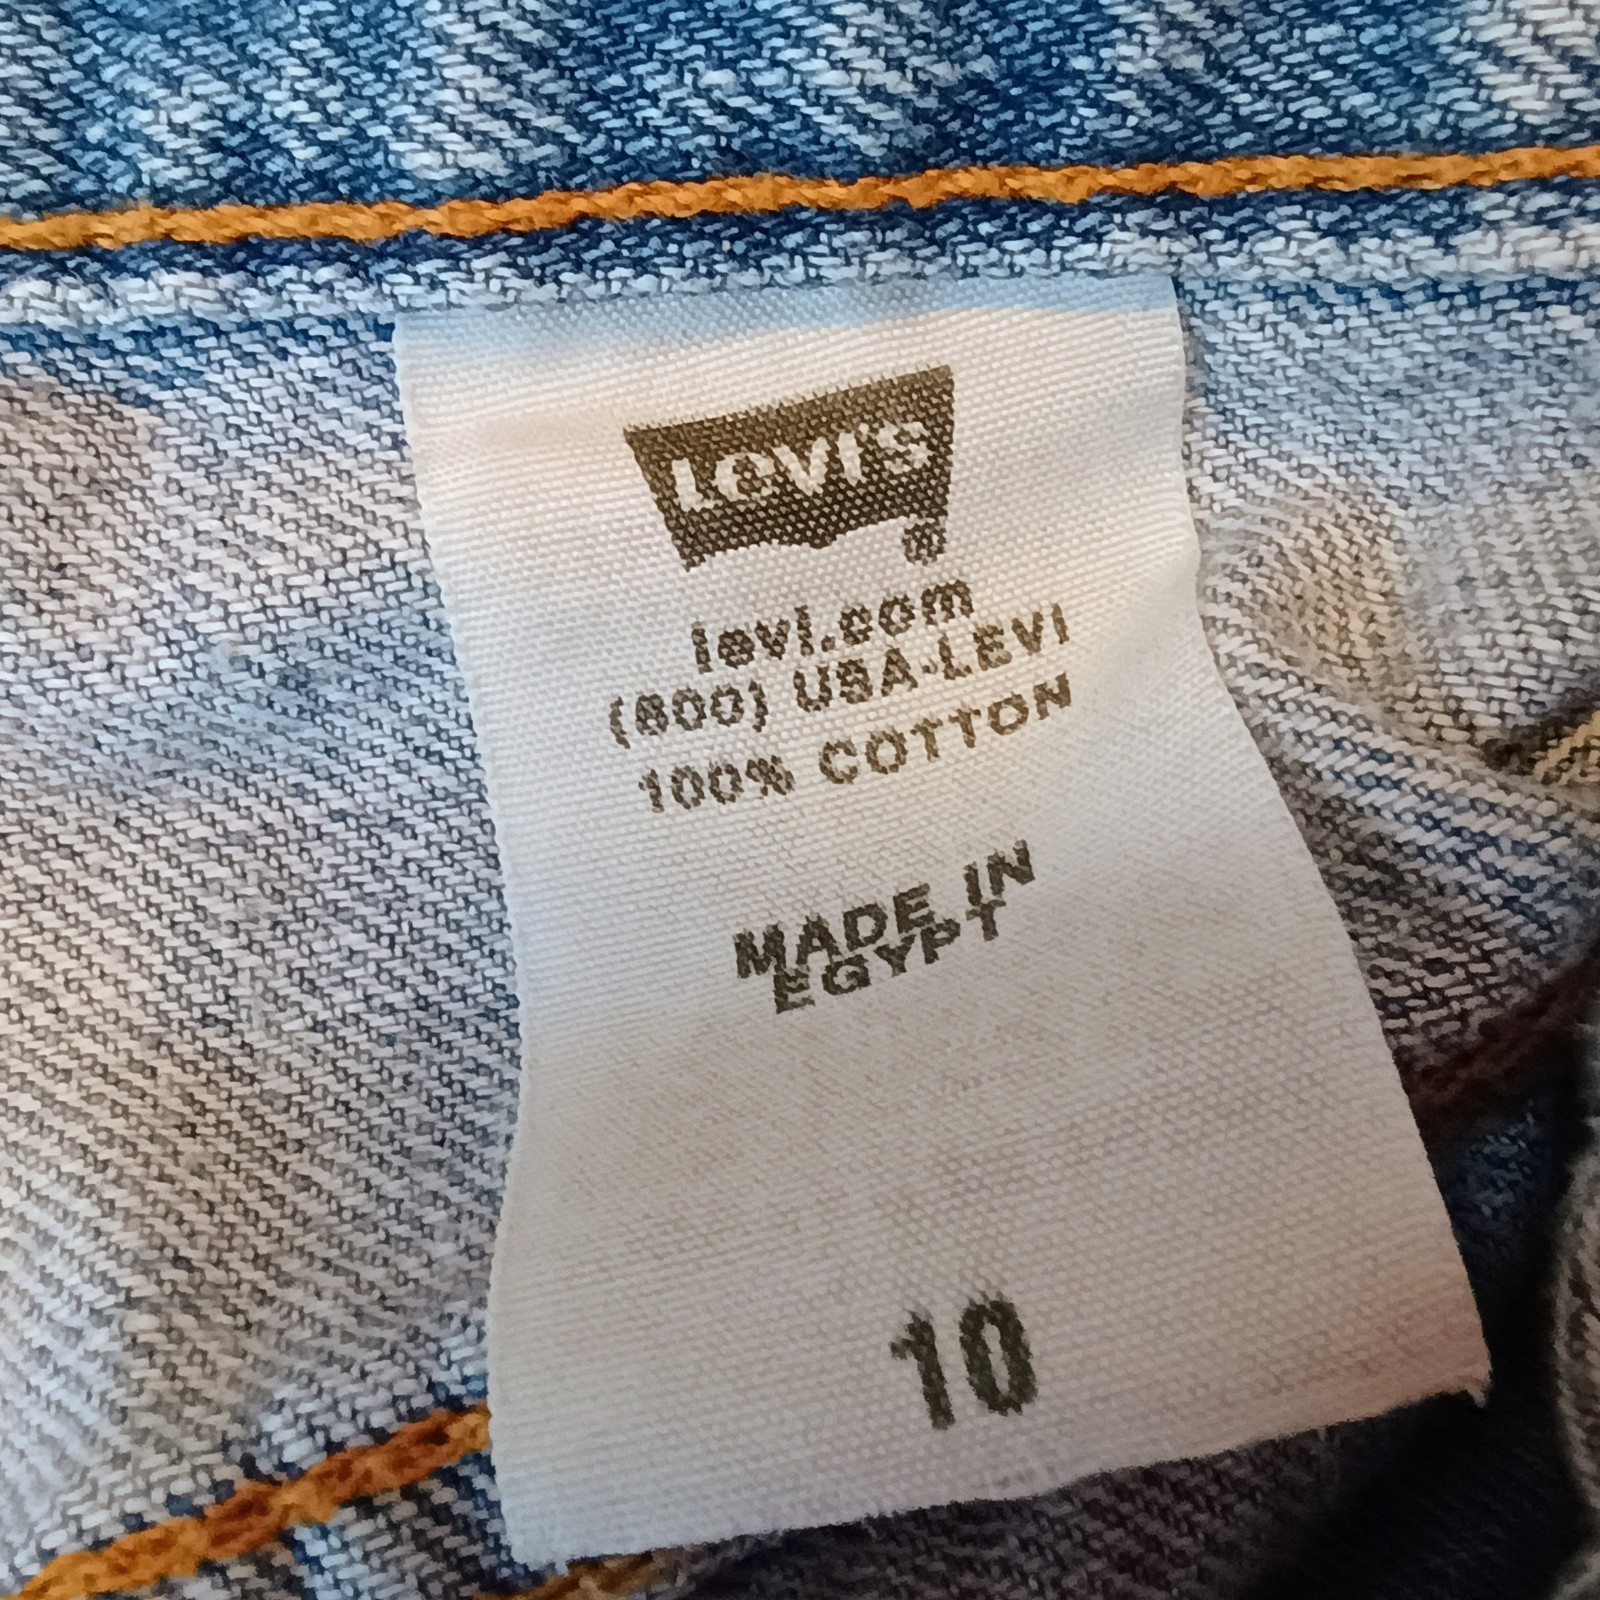 Levi's
®
levi.com
(800) USA-LEVI
100% COTTON
MADE IN
EGYPT
10